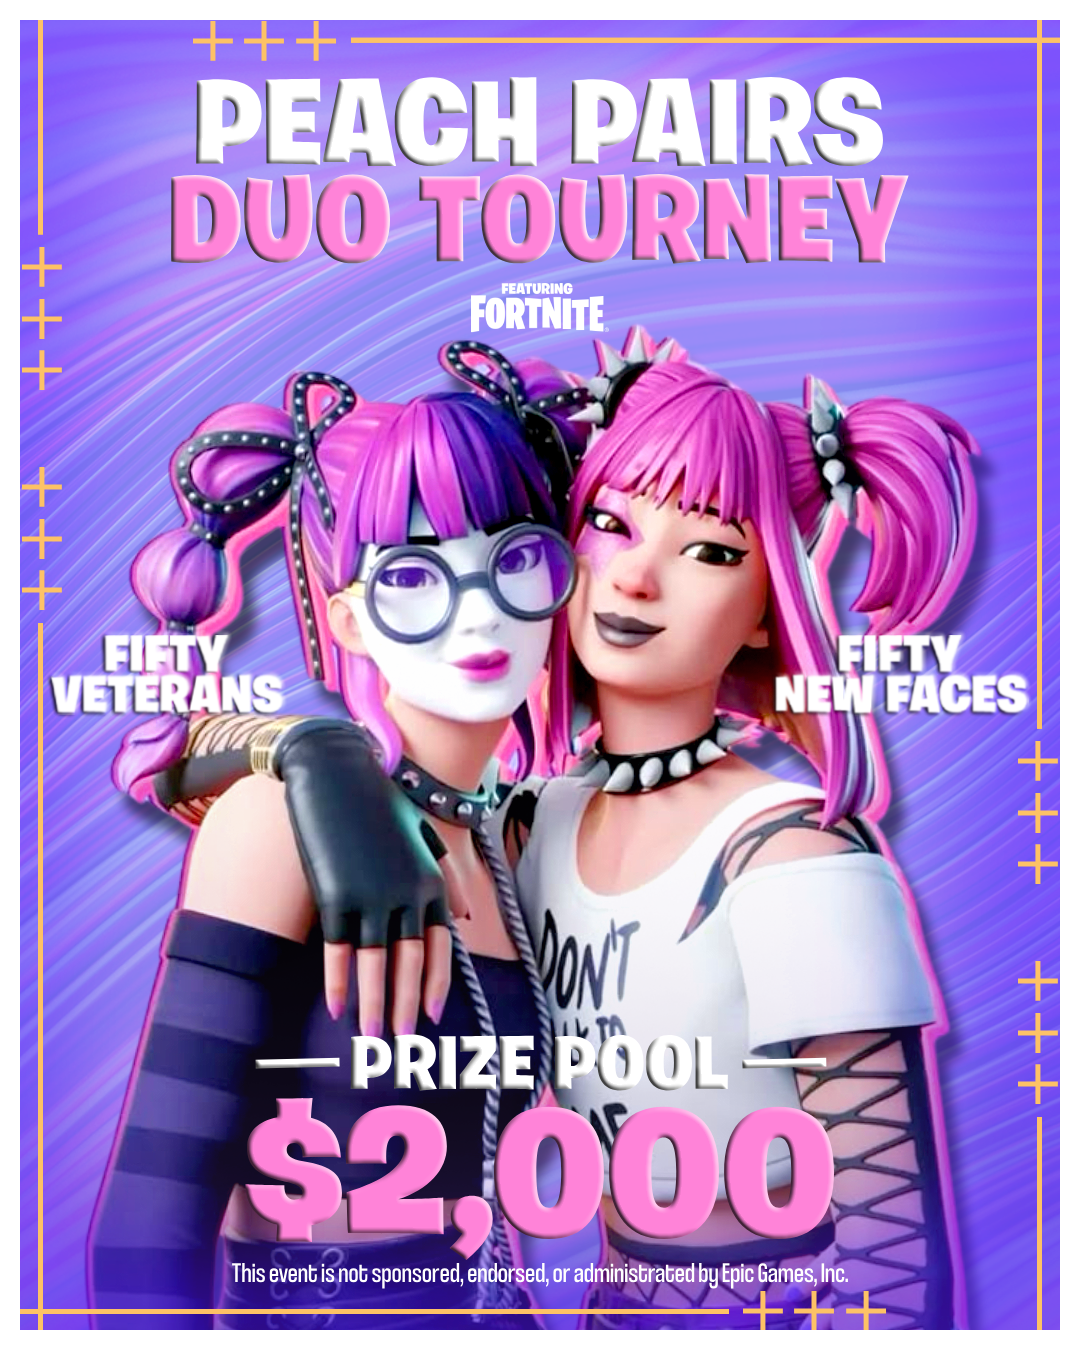 PEACH PAIRS
DUO TOURNEY
FEATURING
FORTNITE
FIFTY
VETERANS
FIFTY
NEW FACES
DON'T
PRIZE POOL
$2,000
This event is not sponsored, endorsed, or administrated by Epic Games, Inc.